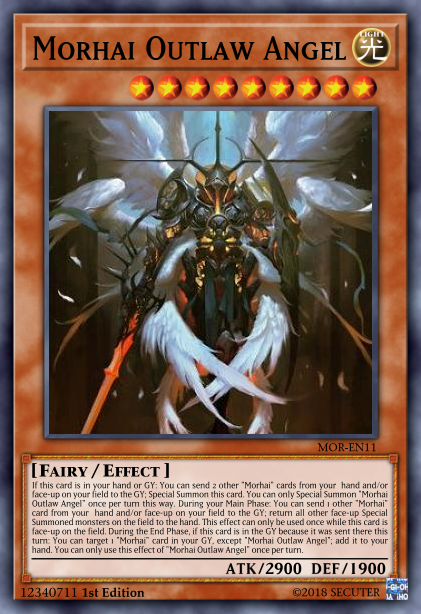 Morhai Outlaw Angel
LIGHT
光
MOR-EN11
[ Fairy / Effect ]
If this card is in your hand or GY: You can send 2 other "Morhai" cards from your hand and/or
face-up on your field to the GY; Special Summon this card. You can only Special Summon "Morhai
Outlaw Angel" once per turn this way. During your Main Phase: You can send 1 other "Morhai"
card from your hand and/or face-up on your field to the GY; return all other face-up Special
Summoned monsters on the field to the hand. This effect can only be used once while this card is
face-up on the field. During the End Phase, if this card is in the GY because it was sent there this
turn: You can target 1 "Morhai" card in your GY, except "Morhai Outlaw Angel"; add it to your
hand. You can only use this effect of "Morhai Outlaw Angel" once per turn.
ATK/2900 DEF/1900
12340711 1st Edition
©2018 SECUTER